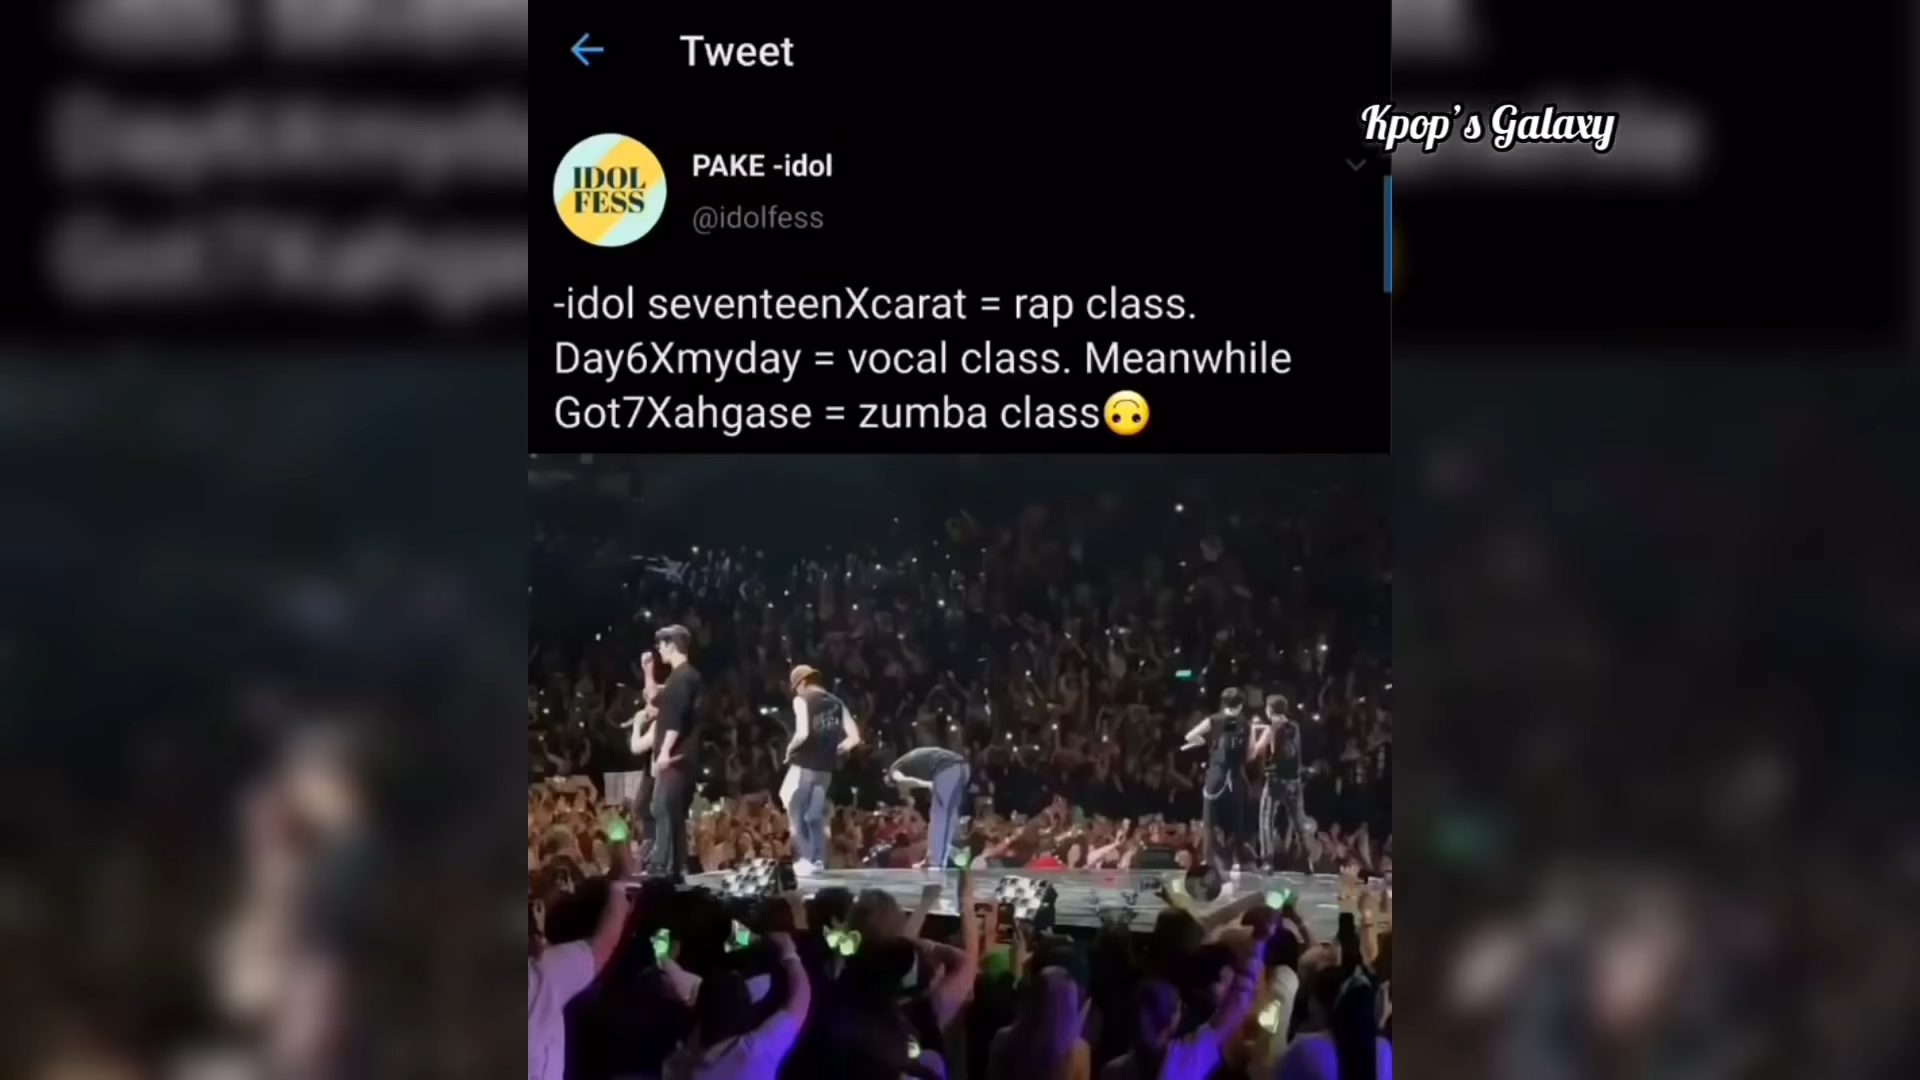 Tweet
Kpop's Galaxy
IDOL
FESS
PAKE -idol
@idolfess
-idol seventeenXcarat = rap class.
Day6Xmyday = vocal class. Meanwhile
Got7Xahgase = zumba class🙃